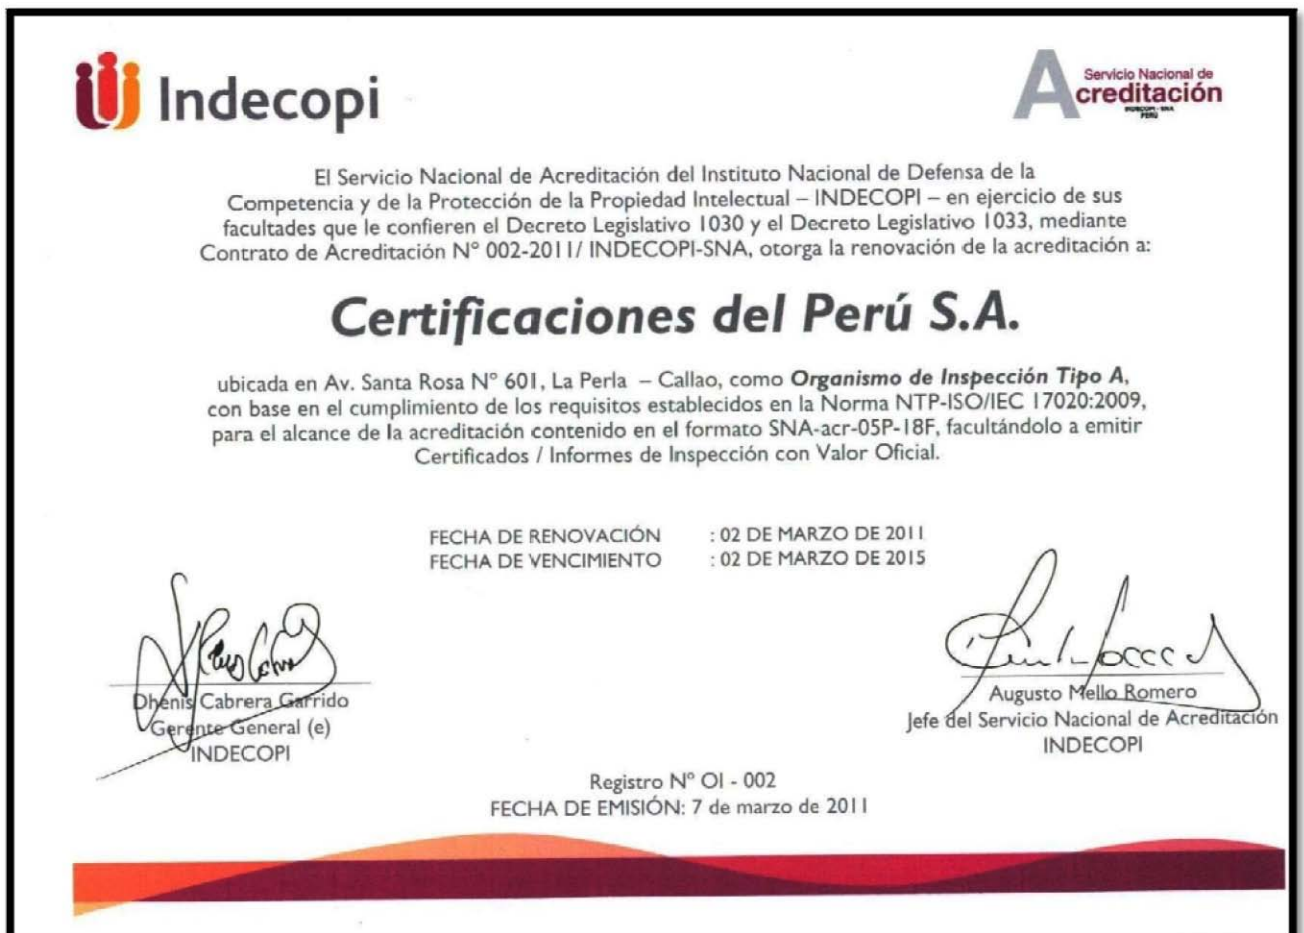 Indecopi
Servicio Nacional de
Acreditación
INDECOPI - SNA
PERÚ
El Servicio Nacional de Acreditación del Instituto Nacional de Defensa de la
Competencia y de la Protección de la Propiedad Intelectual – INDECOPI – en ejercicio de sus
facultades que le confieren el Decreto Legislativo 1030 y el Decreto Legislativo 1033, mediante
Contrato de Acreditación N° 002-2011/ INDECOPI-SNA, otorga la renovación de la acreditación a:
Certificaciones del Perú S.A.
ubicada en Av. Santa Rosa N° 601, La Perla – Callao, como Organismo de Inspección Tipo A,
con base en el cumplimiento de los requisitos establecidos en la Norma NTP-ISO/IEC 17020:2009,
para el alcance de la acreditación contenido en el formato SNA-acr-05P-18F, facultándolo a emitir
Certificados / Informes de Inspección con Valor Oficial.
FECHA DE RENOVACIÓN : 02 DE MARZO DE 2011
FECHA DE VENCIMIENTO : 02 DE MARZO DE 2015
Dhenis Cabrera Garrido
Gerente General (e)
INDECOPI
Augusto Mello Romero
Jefe del Servicio Nacional de Acreditación
INDECOPI
Registro N° OI - 002
FECHA DE EMISIÓN: 7 de marzo de 2011